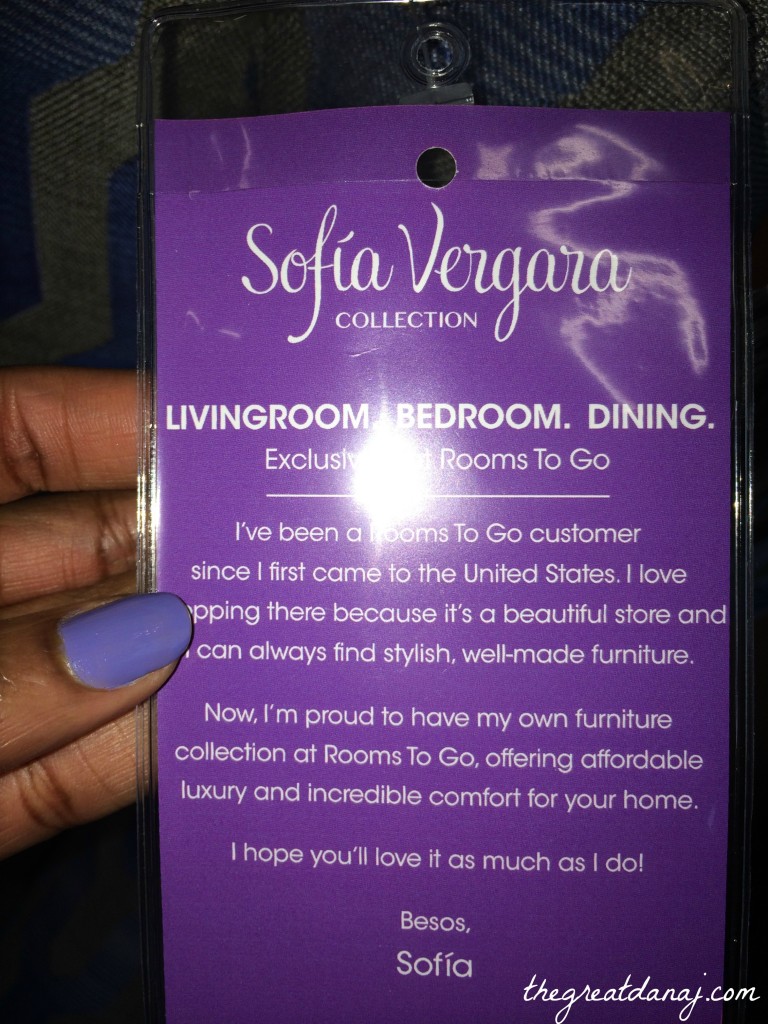 Sofía Vergara
COLLECTION
LIVINGROOM. BEDROOM. DINING.
Rooms To Go
I've been a Rooms To Go customer
since I first came to the United States. I love
there because it's a beautiful store and
I can always find stylish, well-made furniture.
Now, I'm proud to have my own furniture
collection at Rooms To Go, offering affordable
luxury and incredible comfort for your home.
I hope you'll love it as much as I do!
Besos,
Sofía
thegreatdanaj.com